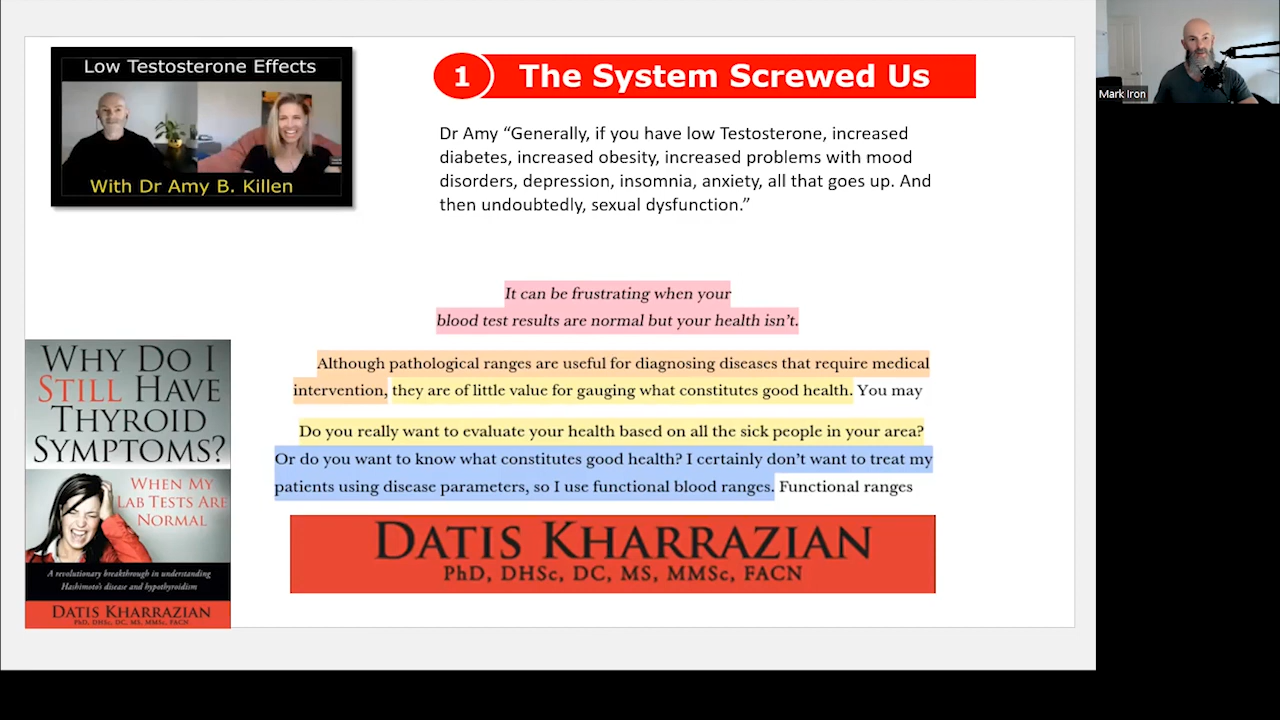 Low Testosterone Effects
With Dr Amy B. Killen
1 The System Screwed Us
Dr Amy “Generally, if you have low Testosterone, increased
diabetes, increased obesity, increased problems with mood
disorders, depression, insomnia, anxiety, all that goes up. And
then undoubtedly, sexual dysfunction.”
It can be frustrating when your
blood test results are normal but your health isn’t.
Although pathological ranges are useful for diagnosing diseases that require medical
intervention, they are of little value for gauging what constitutes good health. You may
Do you really want to evaluate your health based on all the sick people in your area?
Or do you want to know what constitutes good health? I certainly don’t want to treat my
patients using disease parameters, so I use functional blood ranges. Functional ranges
DATIS KHARRAZIAN
PHD, DHSC, DC, MS, MMSC, FACN
WHY DO I
STILL HAVE
THYROID
SYMPTOMS?
WHEN MY
LAB TESTS ARE
NORMAL
A revolutionary breakthrough in understanding
Hashimoto’s disease and hypothyroidism
DATIS KHARRAZIAN
PHD, DHSC, DC, MS, MMSC, FACN
Mark Iron